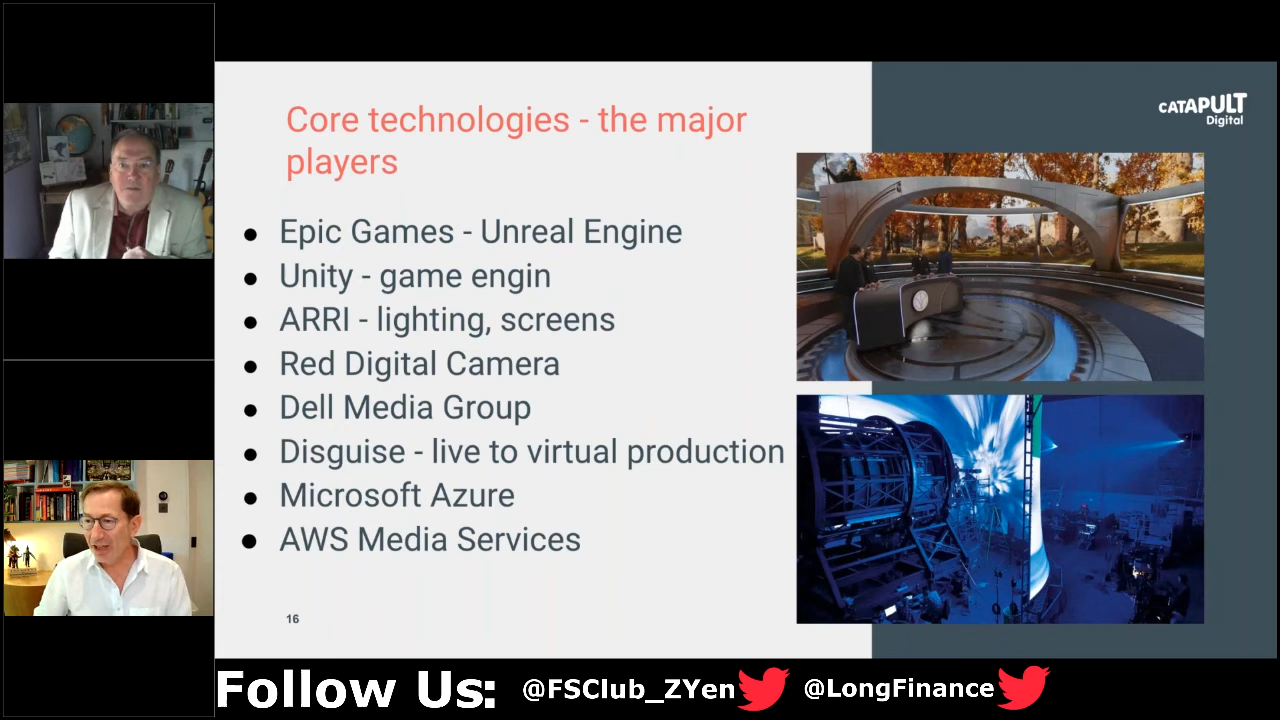 CATAPULT
Digital
Core technologies - the major
players
Epic Games - Unreal Engine
Unity - game engin
ARRI - lighting, screens
Red Digital Camera
Dell Media Group
Disguise - live to virtual production
Microsoft Azure
AWS Media Services
16
Follow Us: @FSClub_ZYen @LongFinance